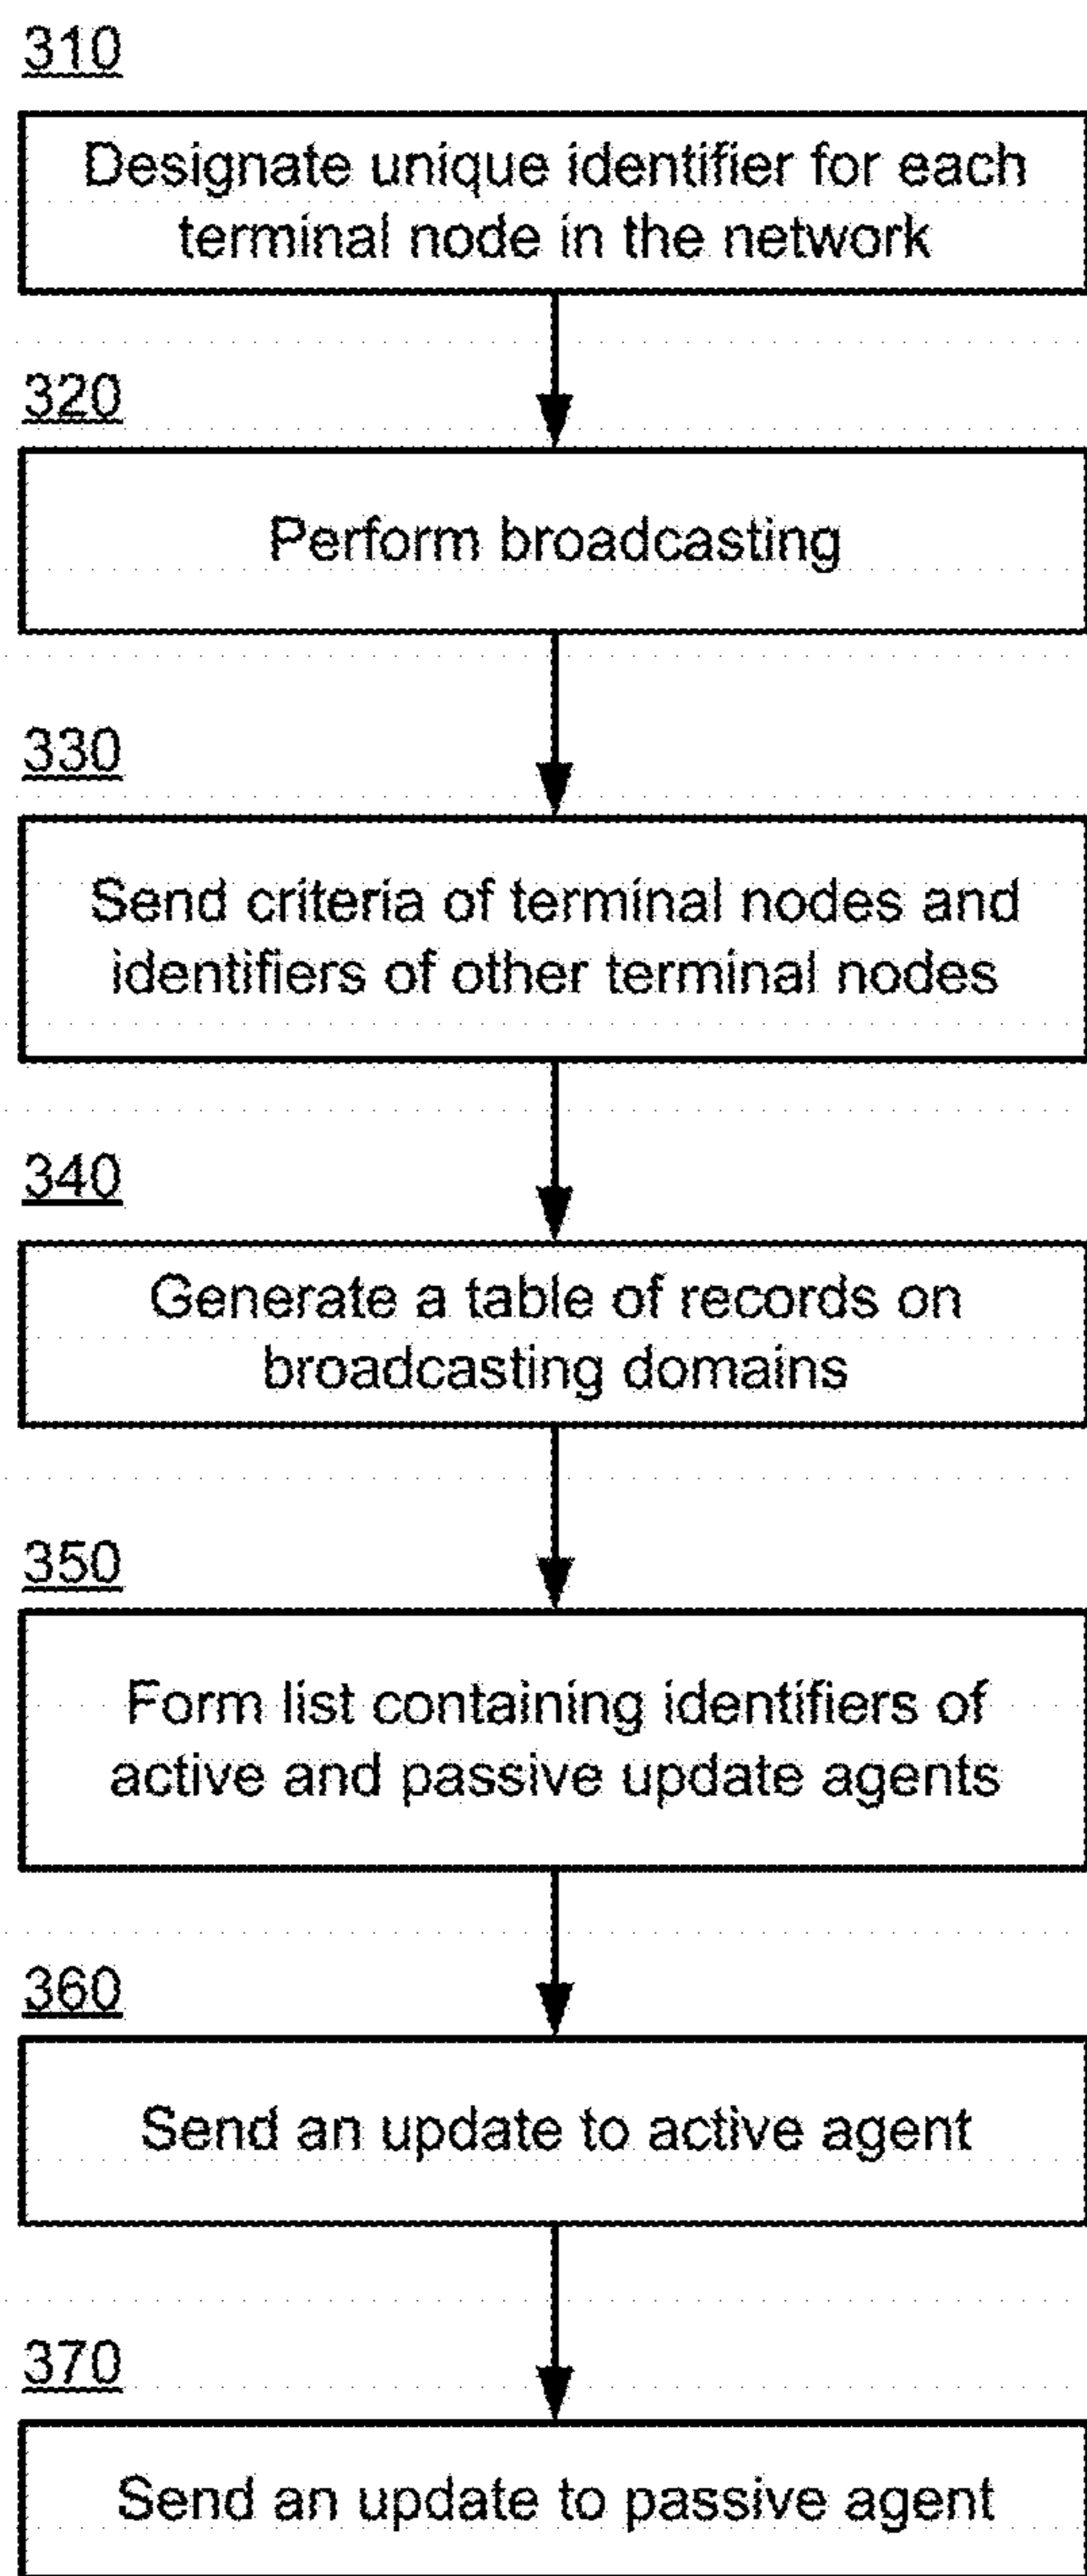 310
Designate unique identifier for each
terminal node in the network
320
Perform broadcasting
330
Send criteria of terminal nodes and
identifiers of other terminal nodes
340
Generate a table of records on
broadcasting domains
350
Form list containing identifiers of
active and passive update agents
360
Send an update to active agent
370
Send an update to passive agent